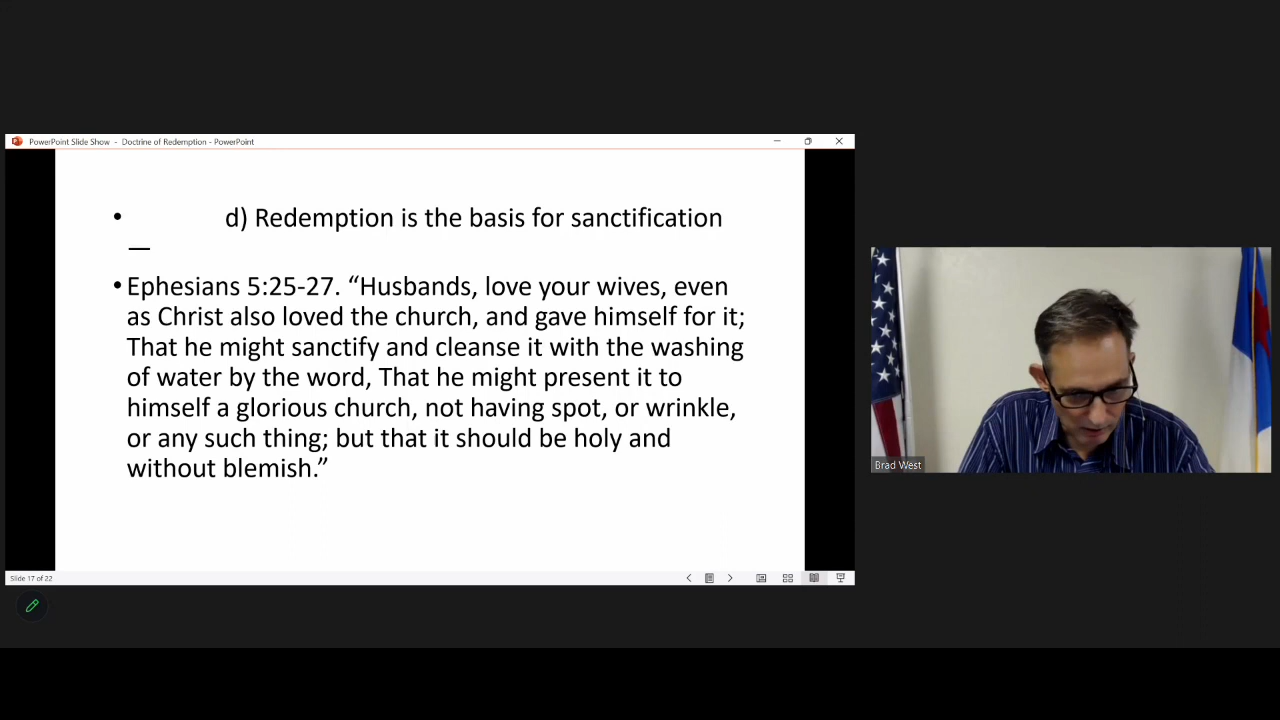 PowerPoint Slide Show - Doctrine of Redemption - PowerPoint
• d) Redemption is the basis for sanctification
—
• Ephesians 5:25-27. “Husbands, love your wives, even
as Christ also loved the church, and gave himself for it;
That he might sanctify and cleanse it with the washing
of water by the word, That he might present it to
himself a glorious church, not having spot, or wrinkle,
or any such thing; but that it should be holy and
without blemish.”
Slide 17 of 22
Brad West